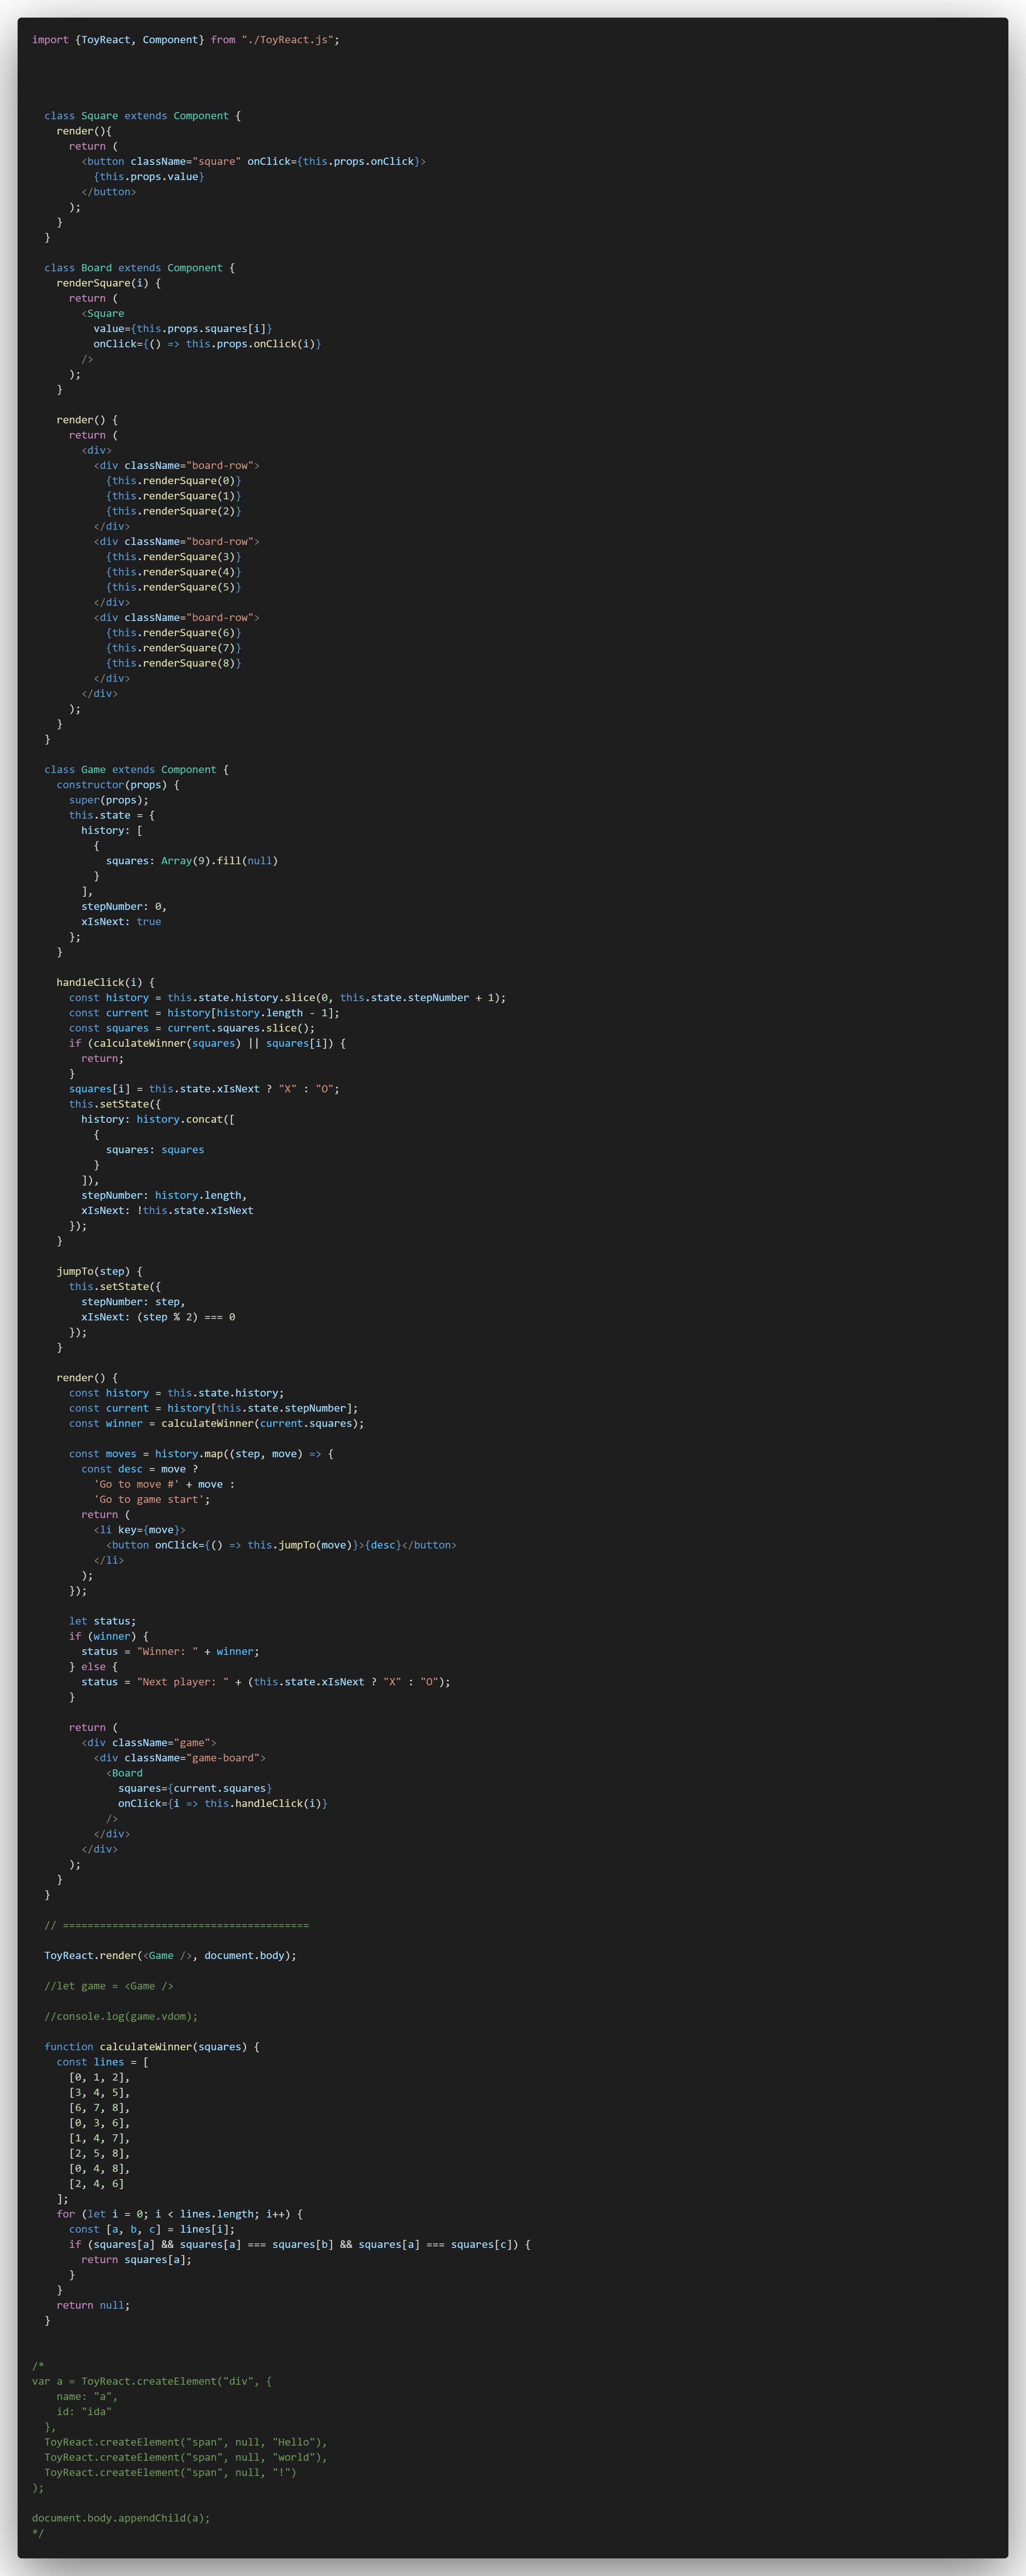 import {ToyReact, Component} from "./ToyReact.js";




  class Square extends Component {
    render(){
      return (
        <button className="square" onClick={this.props.onClick}>
          {this.props.value}
        </button>
      );
    }
  }

  class Board extends Component {
    renderSquare(i) {
      return (
        <Square
          value={this.props.squares[i]}
          onClick={() => this.props.onClick(i)}
        />
      );
    }

    render() {
      return (
        <div>
          <div className="board-row">
            {this.renderSquare(0)}
            {this.renderSquare(1)}
            {this.renderSquare(2)}
          </div>
          <div className="board-row">
            {this.renderSquare(3)}
            {this.renderSquare(4)}
            {this.renderSquare(5)}
          </div>
          <div className="board-row">
            {this.renderSquare(6)}
            {this.renderSquare(7)}
            {this.renderSquare(8)}
          </div>
        </div>
      );
    }
  }

  class Game extends Component {
    constructor(props) {
      super(props);
      this.state = {
        history: [
          {
            squares: Array(9).fill(null)
          }
        ],
        stepNumber: 0,
        xIsNext: true
      };
    }

    handleClick(i) {
      const history = this.state.history.slice(0, this.state.stepNumber + 1);
      const current = history[history.length - 1];
      const squares = current.squares.slice();
      if (calculateWinner(squares) || squares[i]) {
        return;
      }
      squares[i] = this.state.xIsNext ? "X" : "O";
      this.setState({
        history: history.concat([
          {
            squares: squares
          }
        ]),
        stepNumber: history.length,
        xIsNext: !this.state.xIsNext
      });
    }

    jumpTo(step) {
      this.setState({
        stepNumber: step,
        xIsNext: (step % 2) === 0
      });
    }

    render() {
      const history = this.state.history;
      const current = history[this.state.stepNumber];
      const winner = calculateWinner(current.squares);

      const moves = history.map((step, move) => {
        const desc = move ?
          'Go to move #' + move :
          'Go to game start';
        return (
          <li key={move}>
            <button onClick={() => this.jumpTo(move)}>{desc}</button>
          </li>
        );
      });

      let status;
      if (winner) {
        status = "Winner: " + winner;
      } else {
        status = "Next player: " + (this.state.xIsNext ? "X" : "O");
      }

      return (
        <div className="game">
          <div className="game-board">
            <Board
              squares={current.squares}
              onClick={i => this.handleClick(i)}
            />
          </div>
        </div>
      );
    }
  }

  // ========================================

  ToyReact.render(<Game />, document.body);

  //let game = <Game />

  //console.log(game.vdom);

  function calculateWinner(squares) {
    const lines = [
      [0, 1, 2],
      [3, 4, 5],
      [6, 7, 8],
      [0, 3, 6],
      [1, 4, 7],
      [2, 5, 8],
      [0, 4, 8],
      [2, 4, 6]
    ];
    for (let i = 0; i < lines.length; i++) {
      const [a, b, c] = lines[i];
      if (squares[a] && squares[a] === squares[b] && squares[a] === squares[c]) {
        return squares[a];
      }
    }
    return null;
  }


/*
var a = ToyReact.createElement("div", {
    name: "a",
    id: "ida"
  },
  ToyReact.createElement("span", null, "Hello"),
  ToyReact.createElement("span", null, "world"),
  ToyReact.createElement("span", null, "!")
);

document.body.appendChild(a);
*/